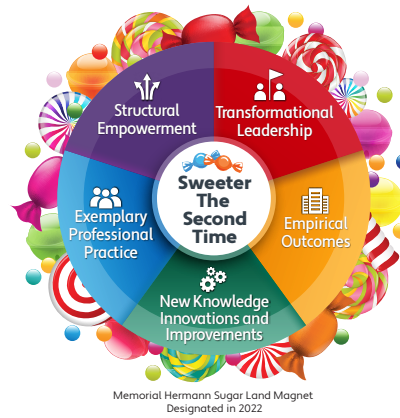 Structural
Empowerment
Transformational
Leadership
Sweeter
The
Second
Time
Exemplary
Professional
Practice
Empirical
Outcomes
New Knowledge
Innovations and
Improvements
Memorial Hermann Sugar Land Magnet
Designated in 2022